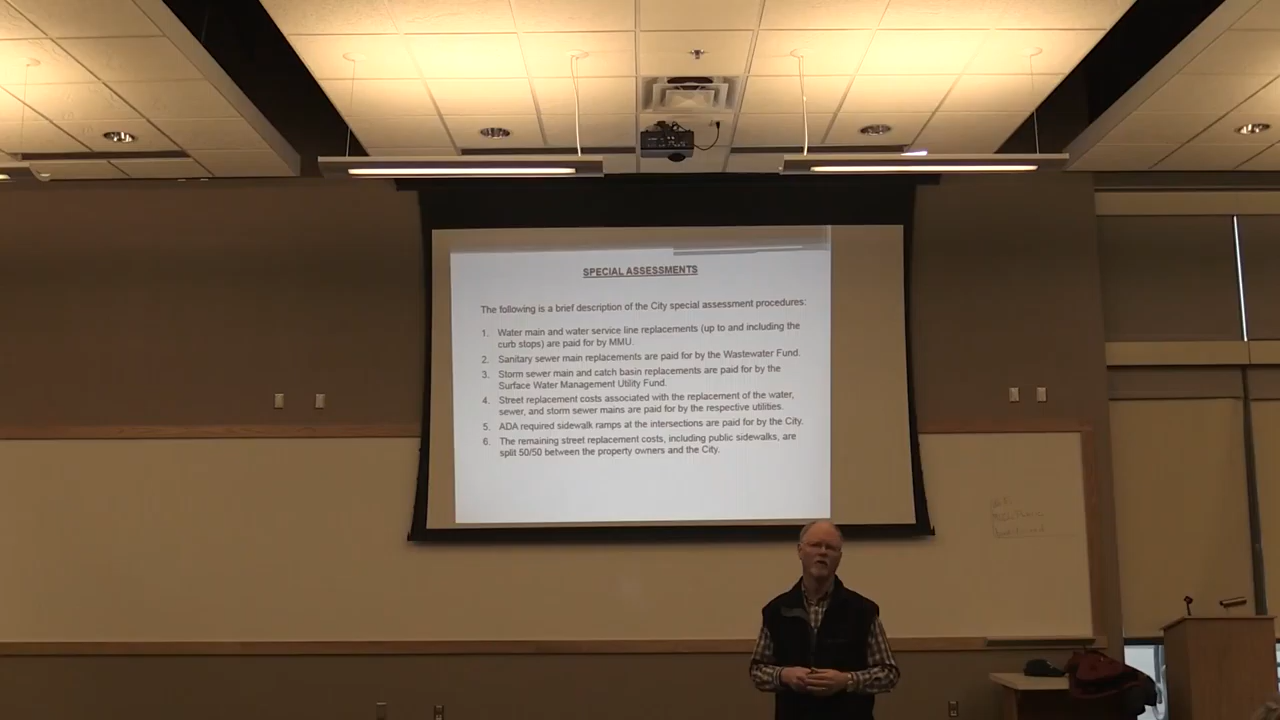 SPECIAL ASSESSMENTS
The following is a brief description of the City special assessment procedures:
1. Water main and water service line replacements (up to and including the
curb stops) are paid for by MMU.
2. Sanitary sewer main replacements are paid for by the Wastewater Fund.
3. Storm sewer main and catch basin replacements are paid for by the
Surface Water Management Utility Fund.
4. Street replacement costs associated with the replacement of the water,
sewer, and storm sewer mains are paid for by the respective utilities.
5. ADA required sidewalk ramps at the intersections are paid for by the City.
6. The remaining street replacement costs, including public sidewalks, are
split 50/50 between the property owners and the City.